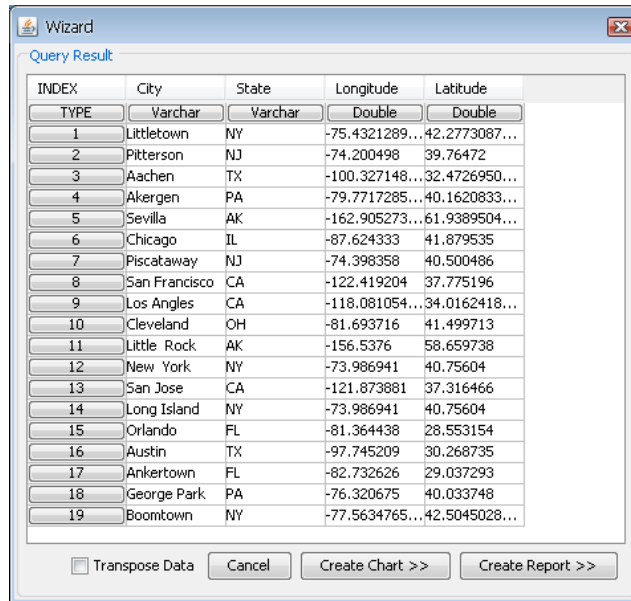 Wizard
Query Result
INDEX City State Longitude Latitude
TYPE Varchar Varchar Double Double
1 Littletown NY -75.4321289... 42.2773087...
2 Pitterson NJ -74.200498 39.76472
3 Aachen TX -100.327148... 32.4726950...
4 Akergen PA -79.7717285... 40.1620833...
5 Sevilla AK -162.905273... 61.9389504...
6 Chicago IL -87.624333 41.879535
7 Piscataway NJ -74.398358 40.500486
8 San Francisco CA -122.419204 37.775196
9 Los Angles CA -118.081054... 34.0162418...
10 Cleveland OH -81.693716 41.499713
11 Little  Rock AK -156.5376 58.659738
12 New  York NY -73.986941 40.75604
13 San Jose CA -121.873881 37.316466
14 Long Island NY -73.986941 40.75604
15 Orlando FL -81.364438 28.553154
16 Austin TX -97.745209 30.268735
17 Ankertown FL -82.732626 29.037293
18 George Park PA -76.320675 40.033748
19 Boomtown NY -77.5634765... 42.5045028...
Transpose Data Cancel Create Chart >> Create Report >>